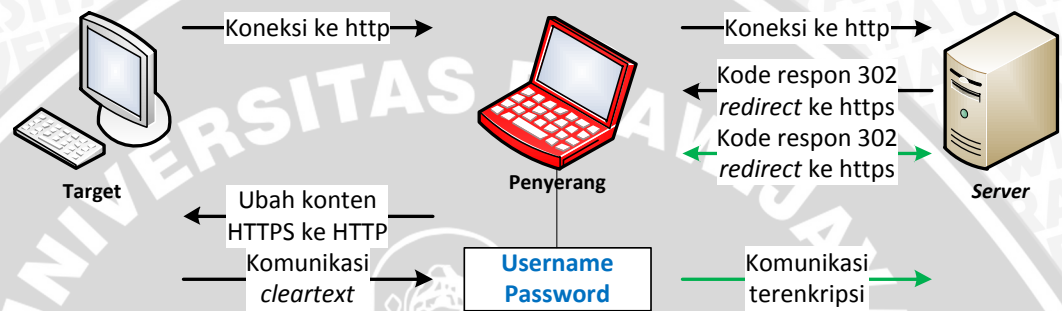 Koneksi ke http
Koneksi ke http
Kode respon 302
redirect ke https
Kode respon 302
redirect ke https
Target
Penyerang
Server
Ubah konten
HTTPS ke HTTP
Komunikasi
cleartext
Username
Password
Komunikasi
terenkripsi